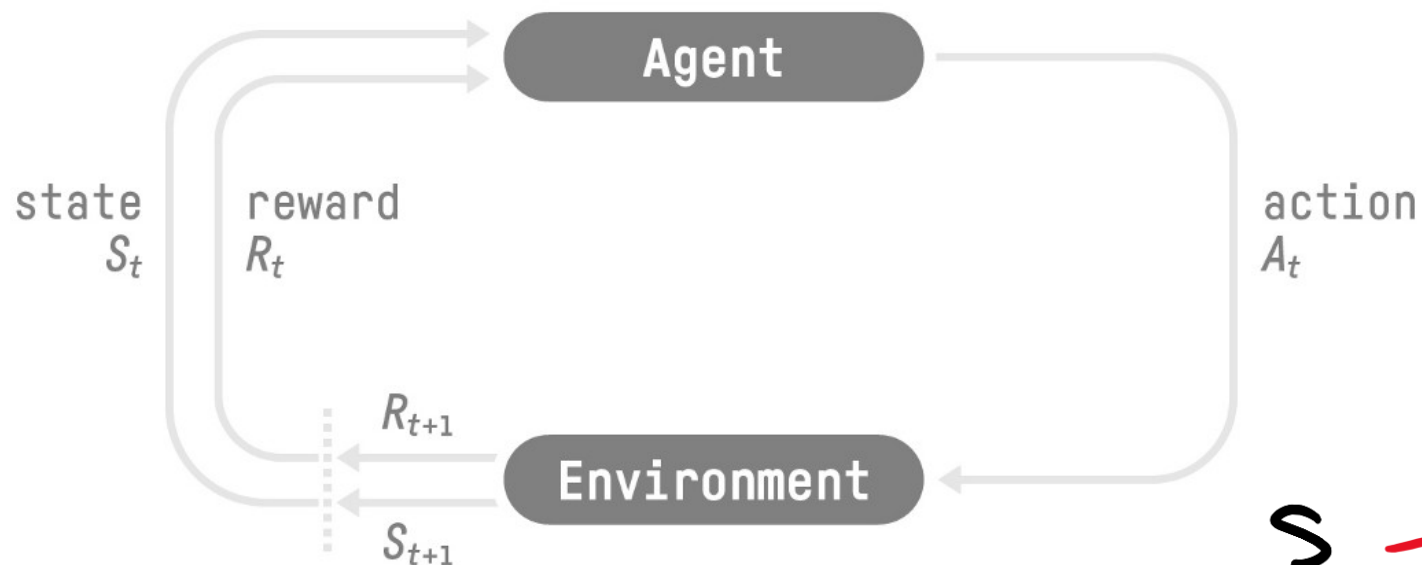 Agent
state
S_t
reward
R_t
action
A_t
R_{t+1}
Environment
S_{t+1}
S